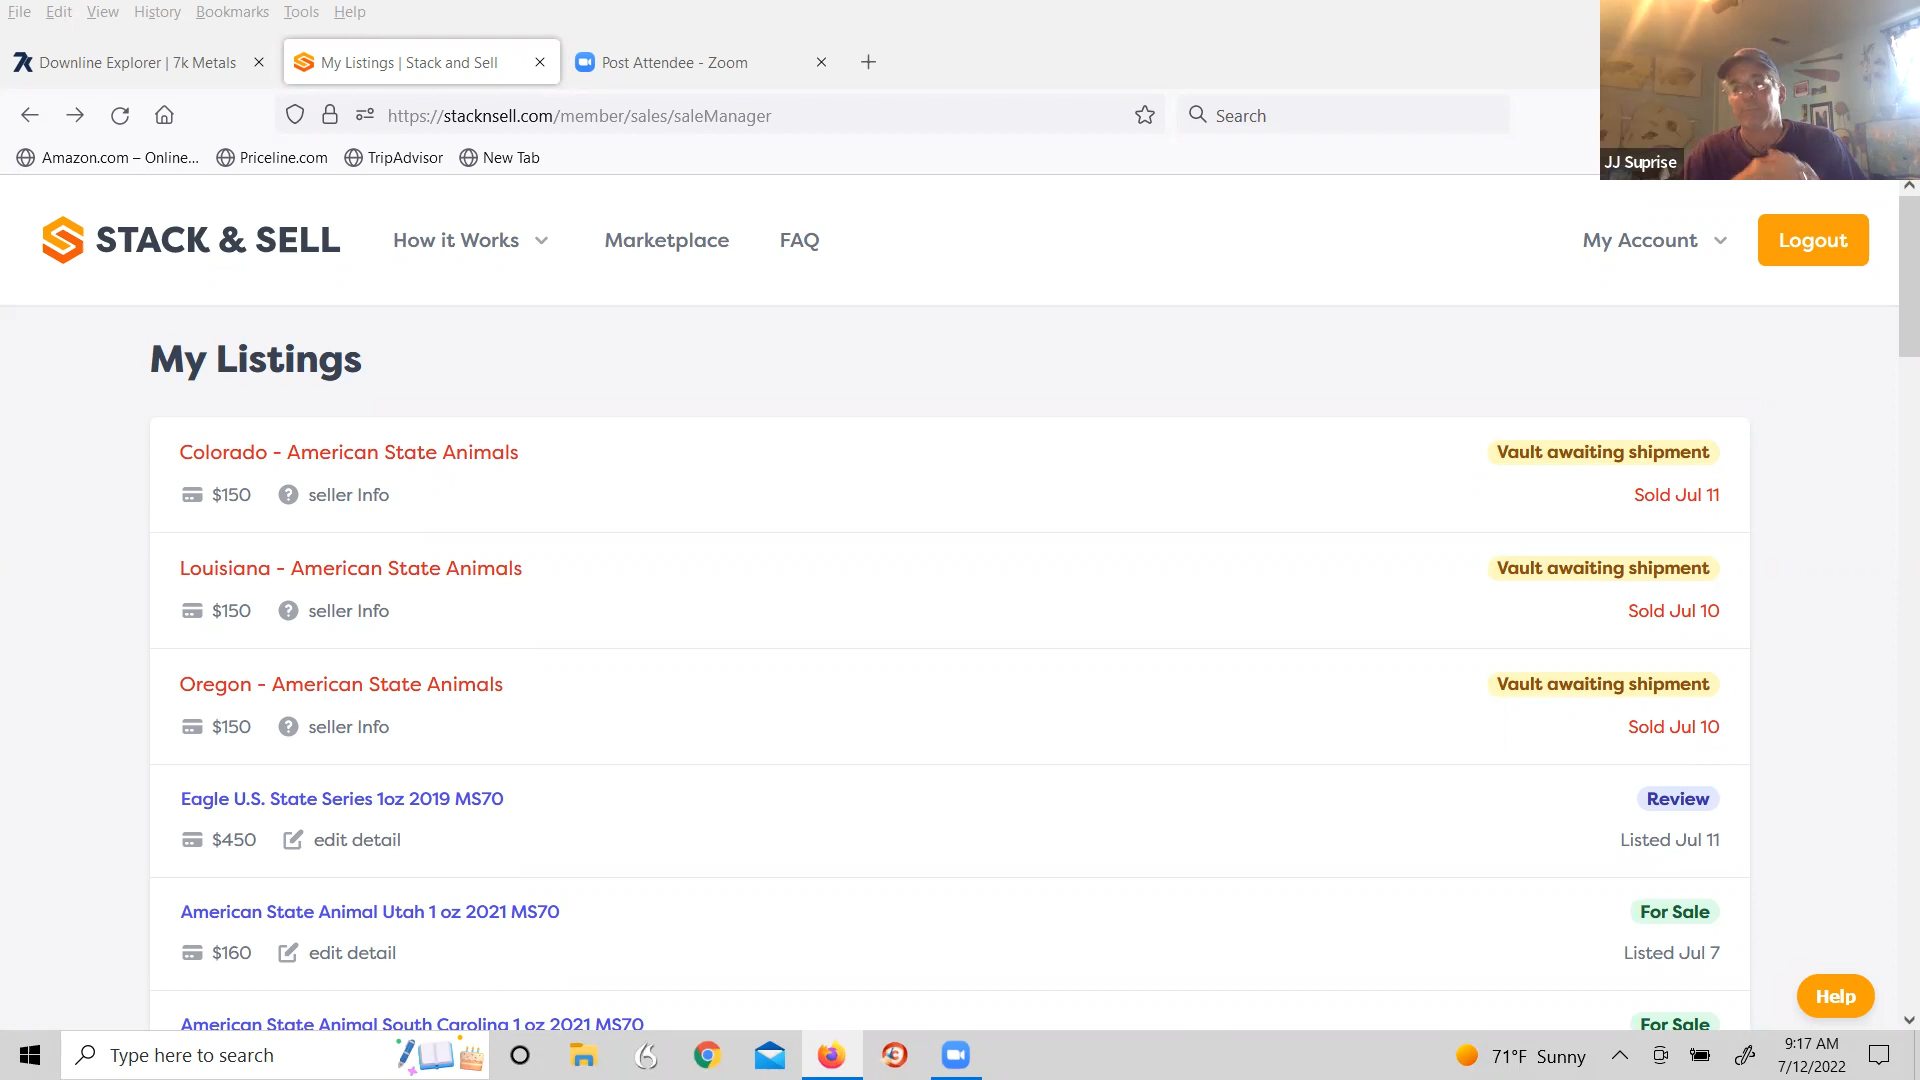 File Edit View History Bookmarks Tools Help
Downline Explorer | 7k Metals
My Listings | Stack and Sell
Post Attendee - Zoom
https://stacknsell.com/member/sales/saleManager
Search
Amazon.com – Online... Priceline.com TripAdvisor New Tab
JJ Suprise
STACK & SELL How it Works Marketplace FAQ My Account Logout
My Listings
Colorado - American State Animals Vault awaiting shipment
$150 seller Info Sold Jul 11
Louisiana - American State Animals Vault awaiting shipment
$150 seller Info Sold Jul 10
Oregon - American State Animals Vault awaiting shipment
$150 seller Info Sold Jul 10
Eagle U.S. State Series 1oz 2019 MS70 Review
$450 edit detail Listed Jul 11
American State Animal Utah 1 oz 2021 MS70 For Sale
$160 edit detail Listed Jul 7
Help
American State Animal South Carolina 1 oz 2021 MS70 For Sale
Type here to search
71°F Sunny
9:17 AM
7/12/2022